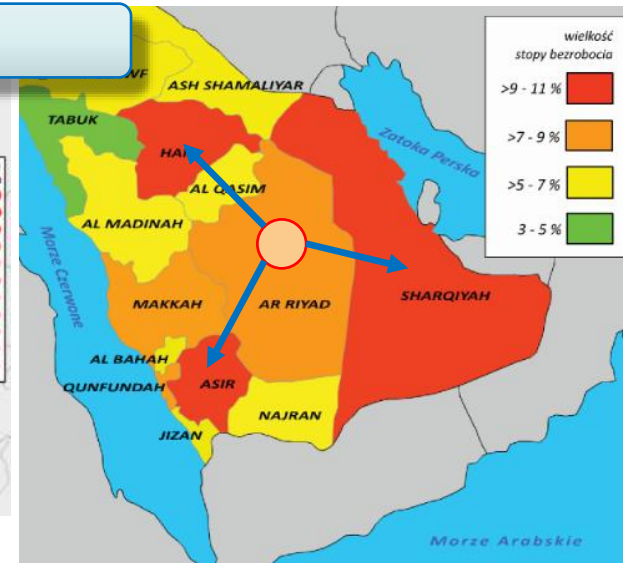 wielkość
stopy bezrobocia
>9 - 11 %
>7 - 9 %
>5 - 7 %
3 - 5 %
WF
ASH SHAMALIYAR
TABUK
Zatoka Perska
AL QASIM
AL MADINAH
Morze Czerwone
MAKKAH
AR RIYAD
SHARQIYAH
AL BAHAH
QUNFUNDAH
ASIR
NAJRAN
JIZAN
Morze Arabskie